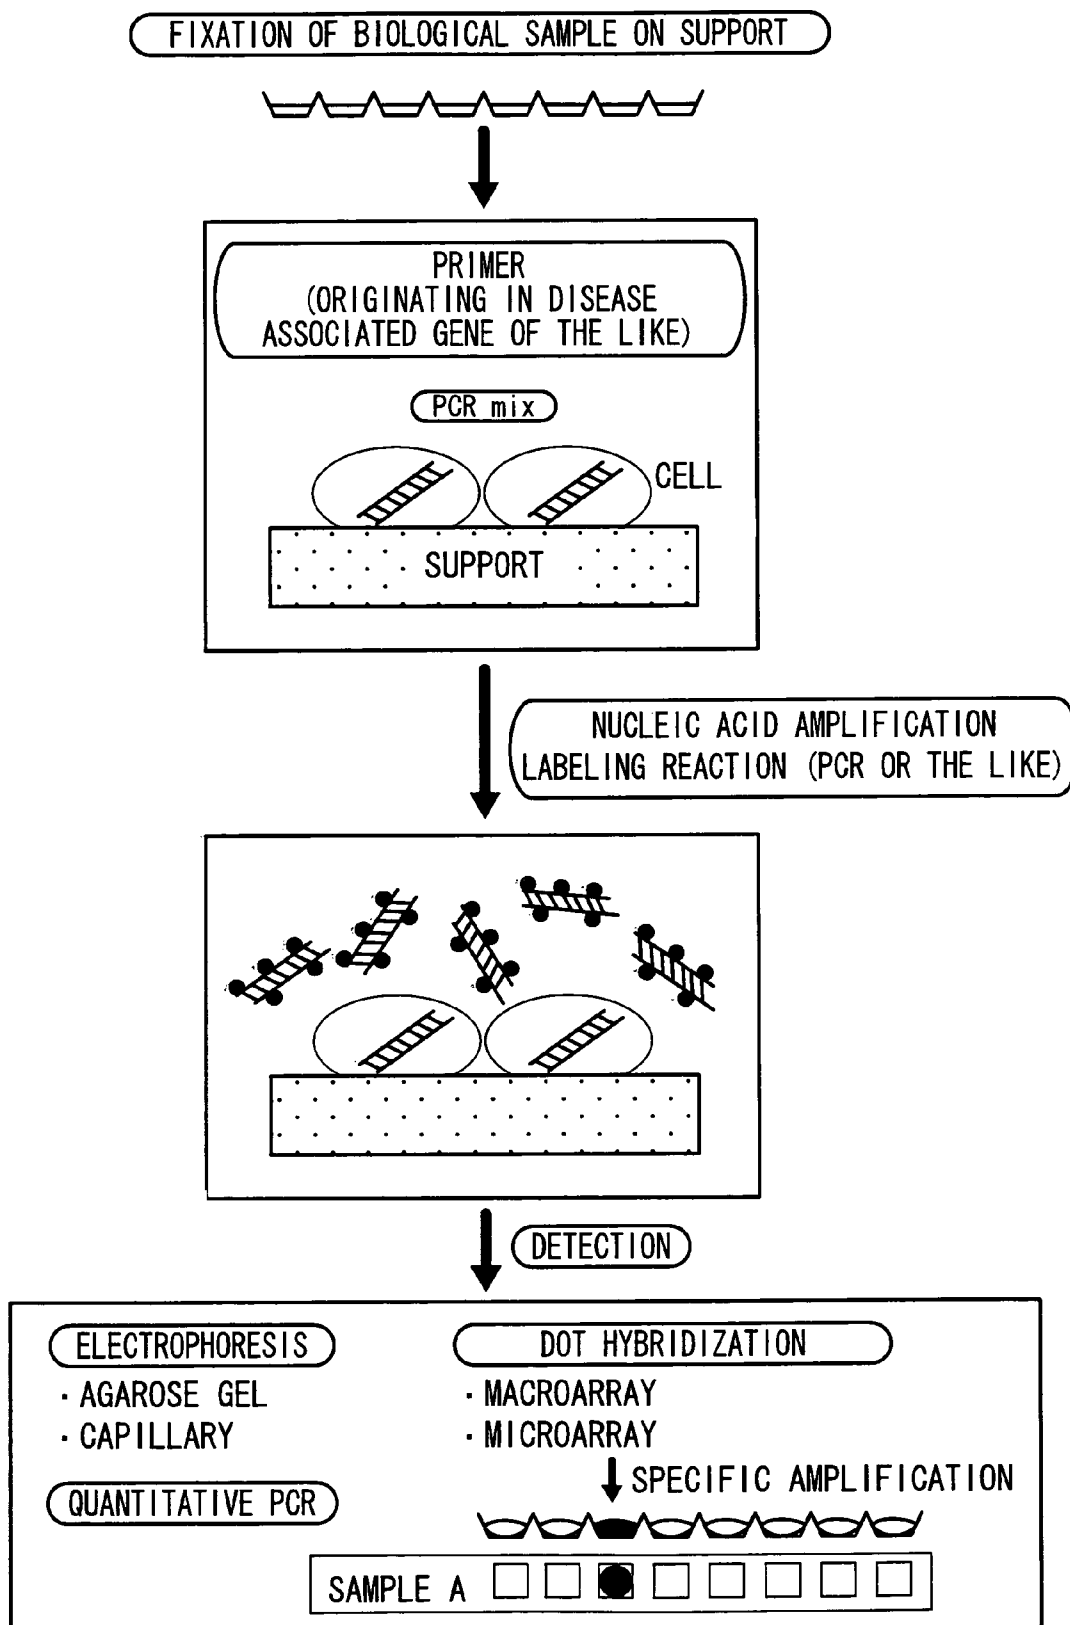 FIXATION OF BIOLOGICAL SAMPLE ON SUPPORT
PRIMER
(ORIGINATING IN DISEASE
ASSOCIATED GENE OF THE LIKE)
PCR mix
CELL
SUPPORT
NUCLEIC ACID AMPLIFICATION
LABELING REACTION (PCR OR THE LIKE)
DETECTION
ELECTROPHORESIS
· AGAROSE GEL
· CAPILLARY
QUANTITATIVE PCR
DOT HYBRIDIZATION
· MACROARRAY
· MICROARRAY
SPECIFIC AMPLIFICATION
SAMPLE A